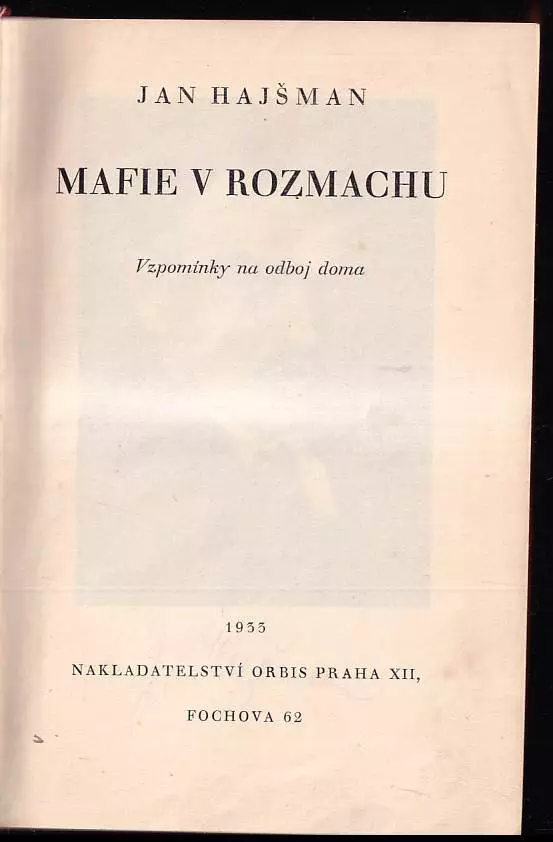 JAN HAJŠMAN
MAFIE V ROZMACHU
Vzpomínky na odboj doma
1933
NAKLADATELSTVÍ ORBIS PRAHA XII,
FOCHOVA 62